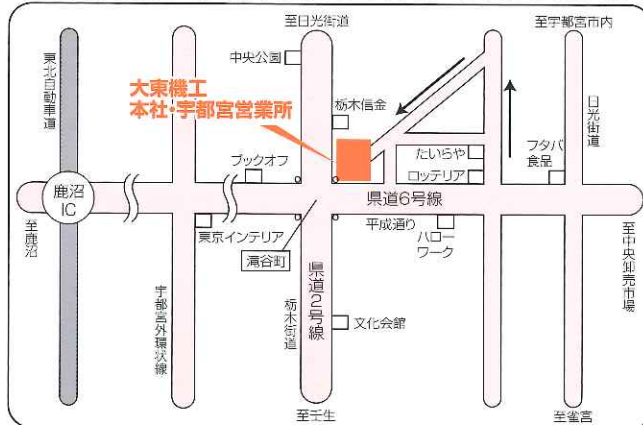 至日光街道
至宇都宮市内
中央公園
東北自動車道
大東機工
本社・宇都宮営業所
栃木信金
日光街道
ブックオフ
たいらや
ロッテリア
フタバ
食品
鹿沼
IC
県道6号線
至鹿沼
東京インテリア
平成通り
ハロー
ワーク
滝谷町
至中央卸売市場
宇都宮外環状線
栃木街道
県道2号線
文化会館
至壬生
至雀宮